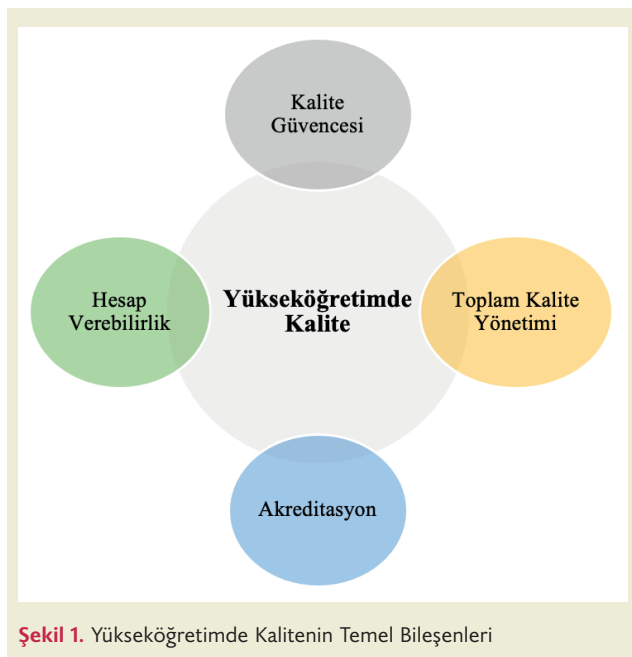 Kalite
Güvencesi
Hesap
Verebilirlik
Yükseköğretimde
Kalite
Toplam Kalite
Yönetimi
Akreditasyon
Şekil 1. Yükseköğretimde Kalitenin Temel Bileşenleri